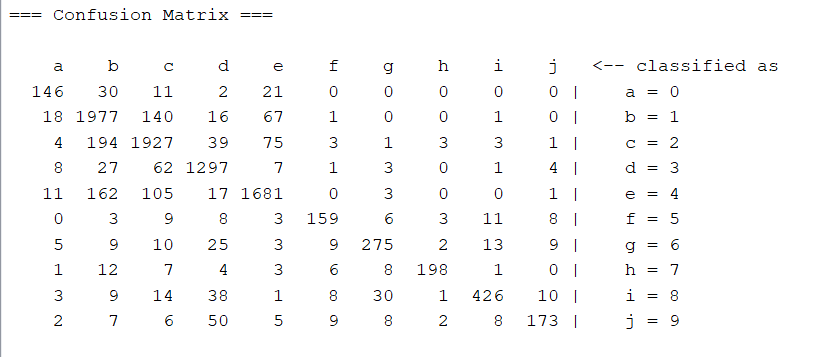 === Confusion Matrix ===
a b c d e f g h i j <-- classified as
146 30 11 2 21 0 0 0 0 0 | a = 0
18 1977 140 16 67 1 0 0 1 0 | b = 1
4 194 1927 39 75 3 1 3 3 1 | c = 2
8 27 62 1297 7 1 3 0 1 4 | d = 3
11 162 105 17 1681 0 3 0 0 1 | e = 4
0 3 9 8 3 159 6 3 11 8 | f = 5
5 9 10 25 3 9 275 2 13 9 | g = 6
1 12 7 4 3 6 8 198 1 0 | h = 7
3 9 14 38 1 8 30 1 426 10 | i = 8
2 7 6 50 5 9 8 2 8 173 | j = 9